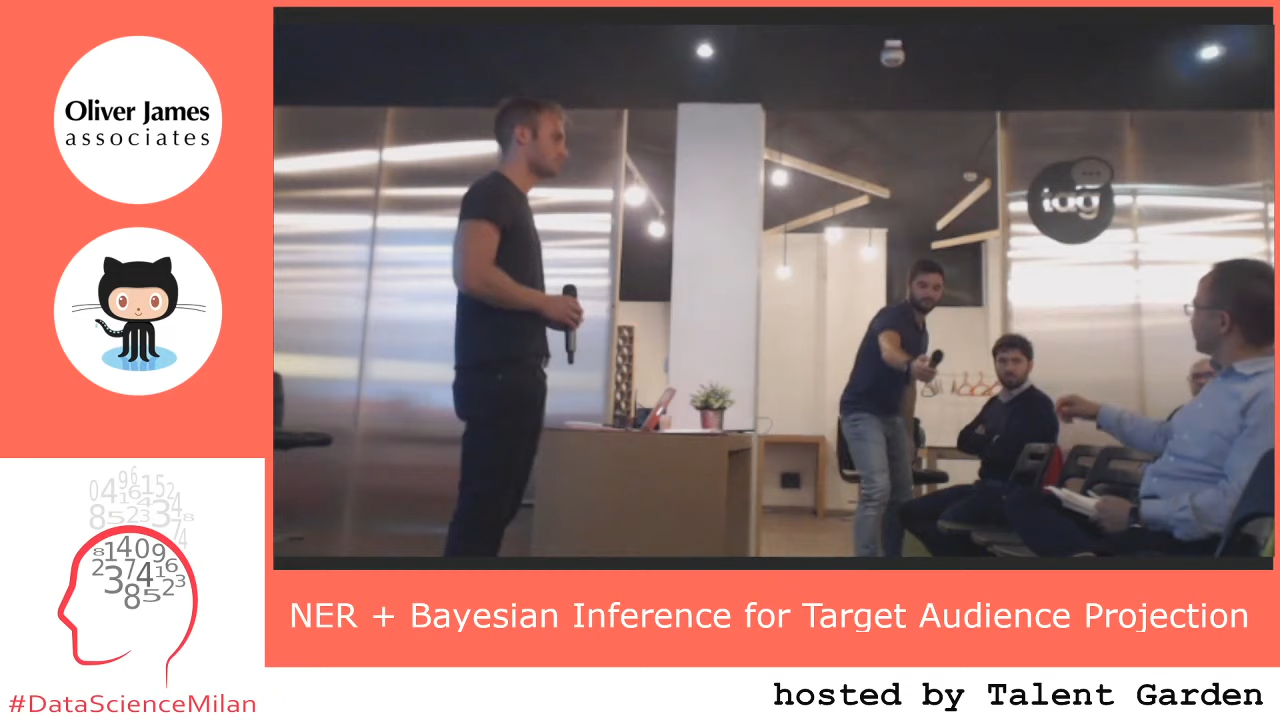 Oliver James
associates
tag
NER + Bayesian Inference for Target Audience Projection
#DataScienceMilan
hosted by Talent Garden